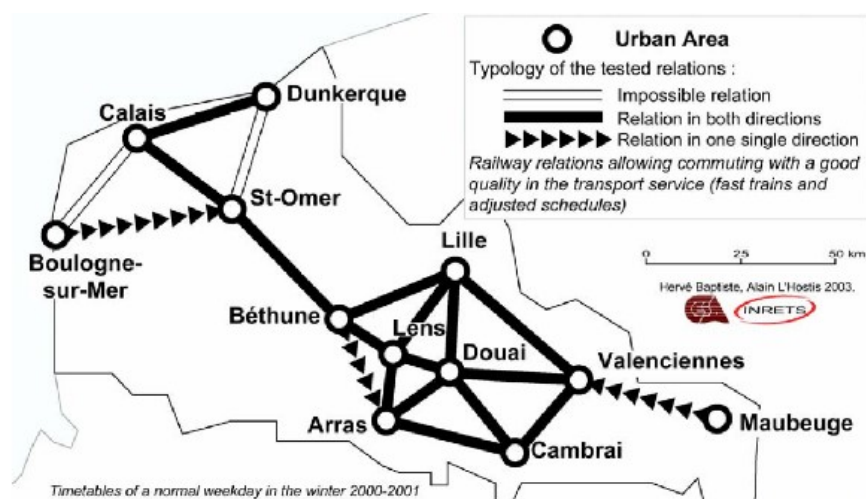 Urban Area
Typology of the tested relations :
Impossible relation
Relation in both directions
Relation in one single direction
Railway relations allowing commuting with a good
quality in the transport service (fast trains and
adjusted schedules)
Dunkerque
Calais
St-Omer
Boulogne-
sur-Mer
Lille
0 25 50 km
Hervé Baptiste, Alain L'Hostis 2003.
INRETS
Béthune
Lens
Douai
Valenciennes
Arras
Cambrai
Maubeuge
Timetables of a normal weekday in the winter 2000-2001